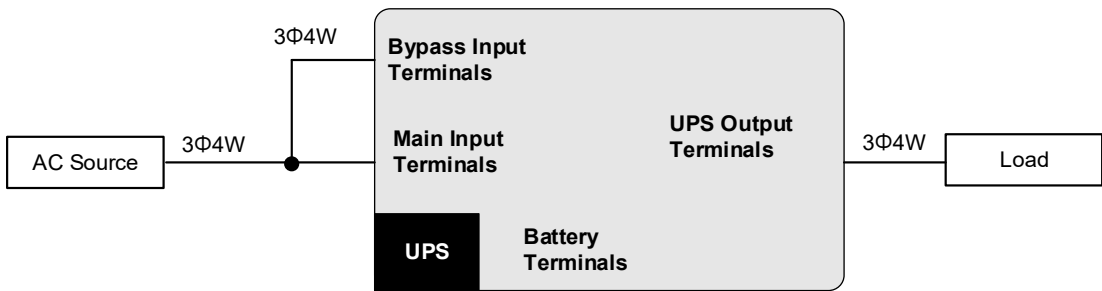 3Φ4W
Bypass Input
Terminals
AC Source
3Φ4W
Main Input
Terminals
UPS Output
Terminals
3Φ4W
Load
UPS
Battery
Terminals